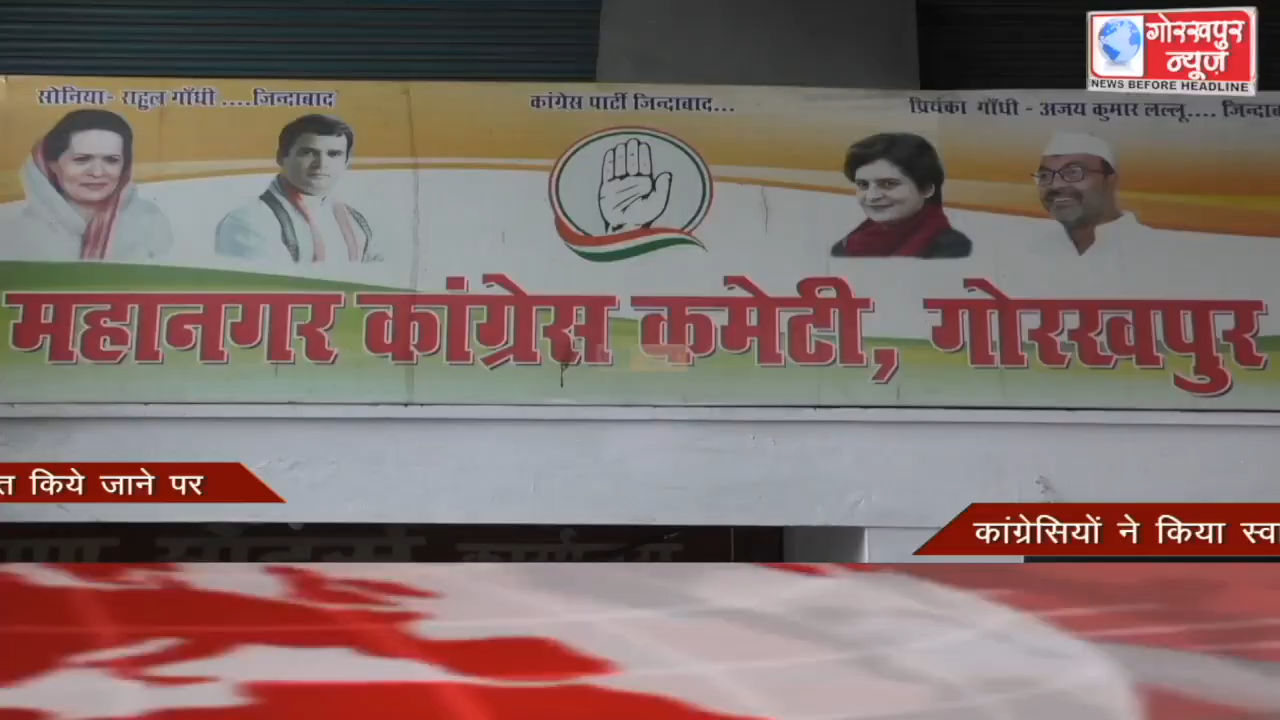 गोरखपुर
न्यूज़
NEWS BEFORE HEADLINE
सोनिया- राहुल गाँधी ....जिन्दाबाद
कांग्रेस पार्टी जिन्दाबाद...
प्रियंका गाँधी - अजय कुमार लल्लू.... जिन्दाब
महानगर कांग्रेस कमेटी, गोरखपुर
त किये जाने पर
कांग्रेसियों ने किया स्वा